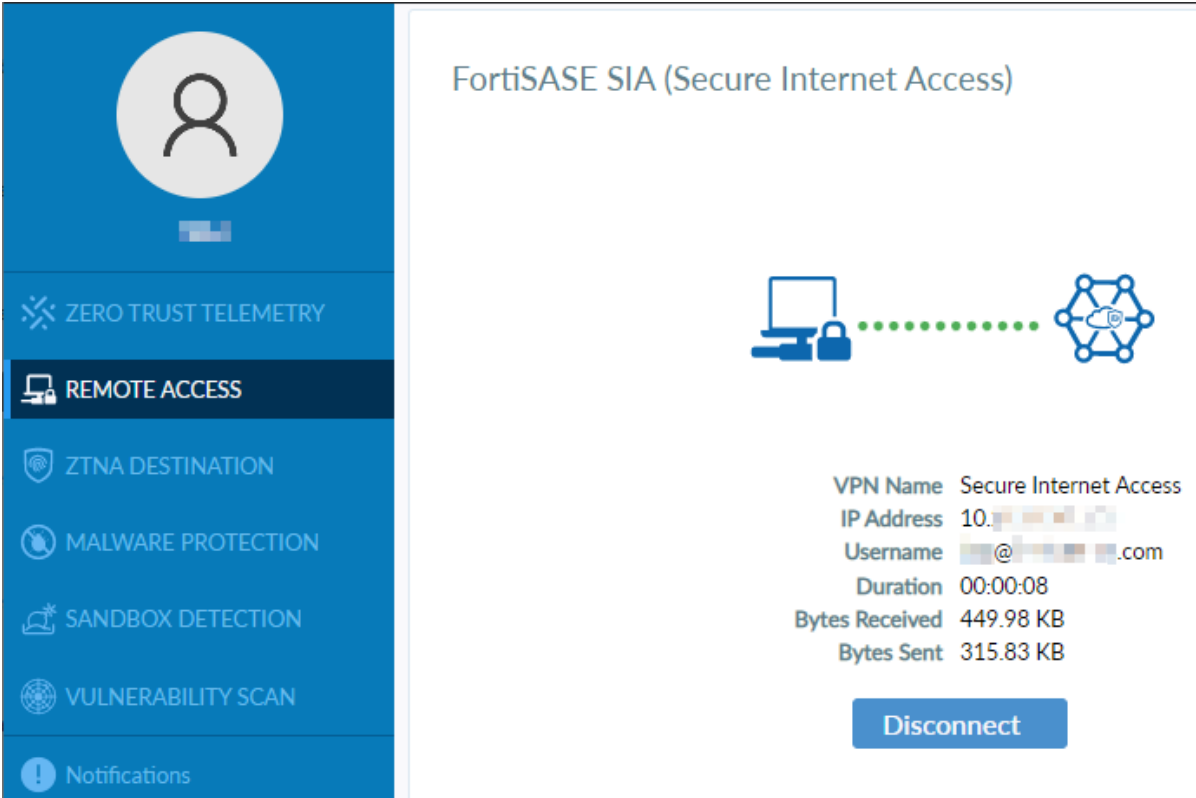 FortiSASE SIA (Secure Internet Access)
ZERO TRUST TELEMETRY
REMOTE ACCESS
ZTNA DESTINATION
MALWARE PROTECTION
SANDBOX DETECTION
VULNERABILITY SCAN
Notifications
VPN Name Secure Internet Access
IP Address 10.
Username @ .com
Duration 00:00:08
Bytes Received 449.98 KB
Bytes Sent 315.83 KB
Disconnect